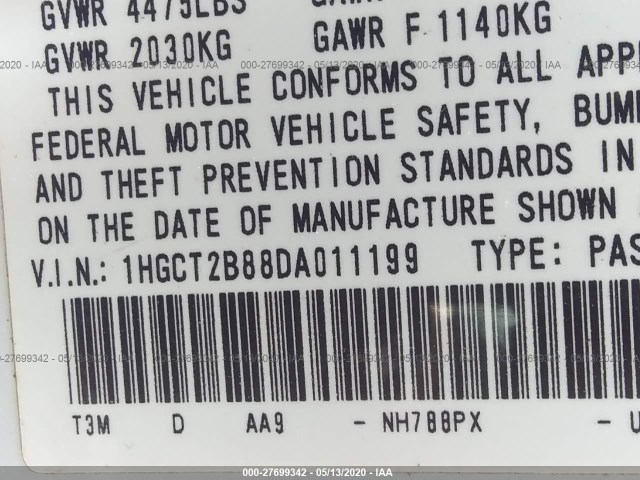 GVWR 4475LBS
GVWR 2030KG GAWR F 1140KG
THIS VEHICLE CONFORMS TO ALL
FEDERAL MOTOR VEHICLE SAFETY, BUM
AND THEFT PREVENTION STANDARDS IN
ON THE DATE OF MANUFACTURE SHOWN
V.I.N.: 1HGCT2B88DA011199 TYPE: PAS
T3M D AA9 - NH788PX - U
000-27699342 - 05/13/2020 - IAA